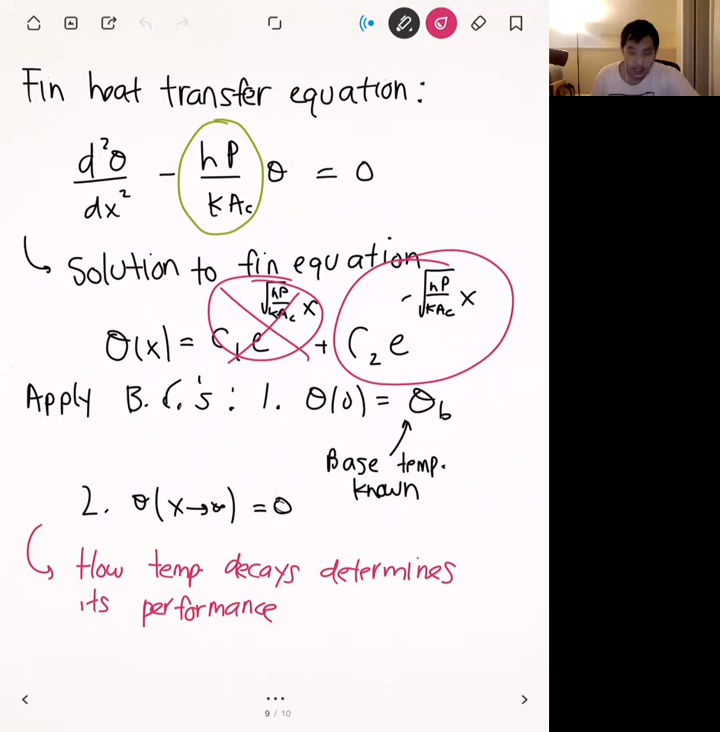 Fin heat transfer equation:
d²θ/dx² - hP/kAc θ = 0
Solution to fin equation
θ(x) = C₁e^(√(hP/kAc) x) + C₂e^(-√(hP/kAc) x)
Apply B.C.'s: 1. θ(0) = θb
Base temp.
known
2. θ(x→∞) = 0
How temp decays determines
its performance
9 / 10